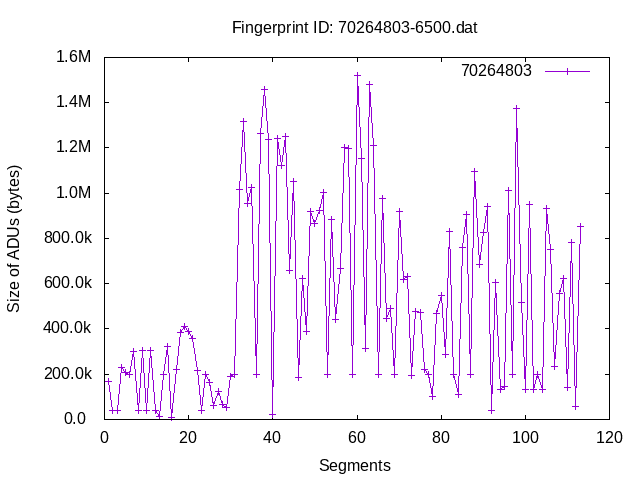 Fingerprint ID: 70264803-6500.dat
1.6M
1.4M
1.2M
1.0M
800.0k
600.0k
400.0k
200.0k
0.0
Size of ADUs (bytes)
70264803
0 20 40 60 80 100 120
Segments